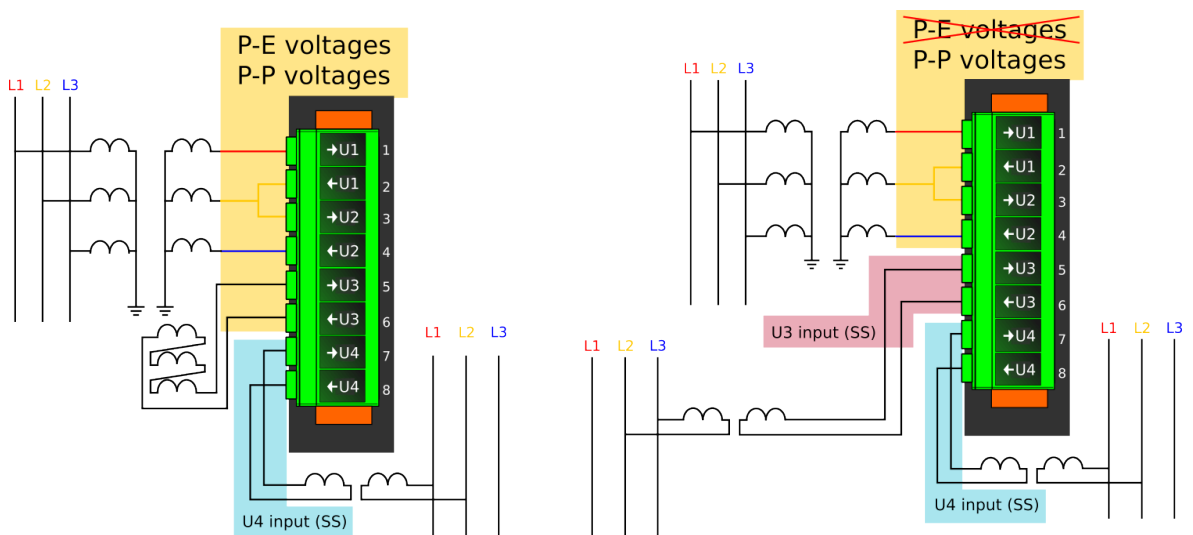 P-E voltages
P-P voltages
L1 L2 L3
→U1 1
←U1 2
→U2 3
←U2 4
→U3 5
←U3 6
→U4 7
←U4 8
L1 L2 L3
U4 input (SS)
P-E voltages
P-P voltages
L1 L2 L3
→U1 1
←U1 2
→U2 3
←U2 4
→U3 5
←U3 6
→U4 7
←U4 8
U3 input (SS)
L1 L2 L3
L1 L2 L3
U4 input (SS)